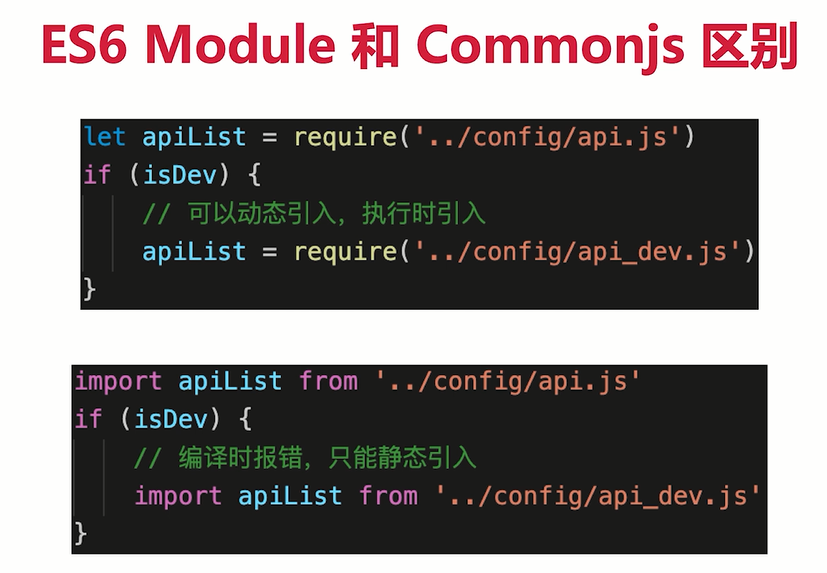 ES6 Module 和 Commonjs 区别
let apiList = require('../config/api.js')
if (isDev) {
// 可以动态引入，执行时引入
apiList = require('../config/api_dev.js')
}
import apiList from '../config/api.js'
if (isDev) {
// 编译时报错，只能静态引入
import apiList from '../config/api_dev.js'
}